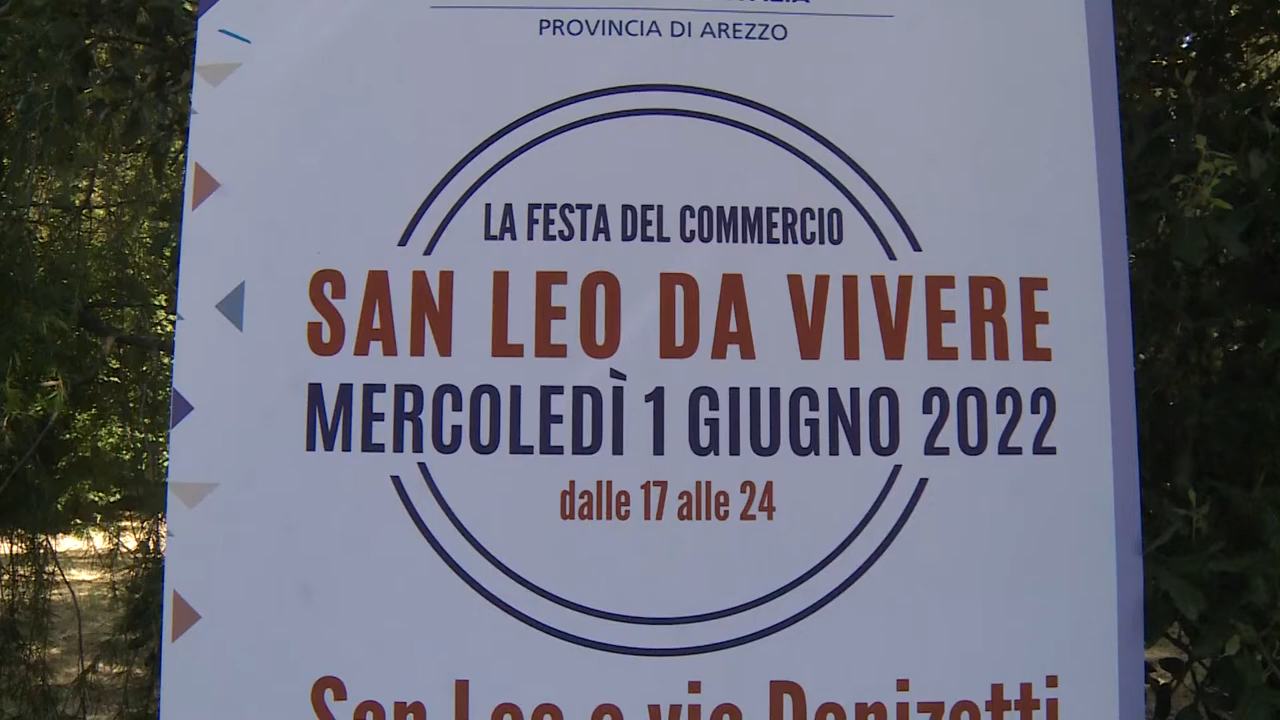 PROVINCIA DI AREZZO
LA FESTA DEL COMMERCIO
SAN LEO DA VIVERE
MERCOLEDÌ 1 GIUGNO 2022
dalle 17 alle 24
San Leo e via Donizetti